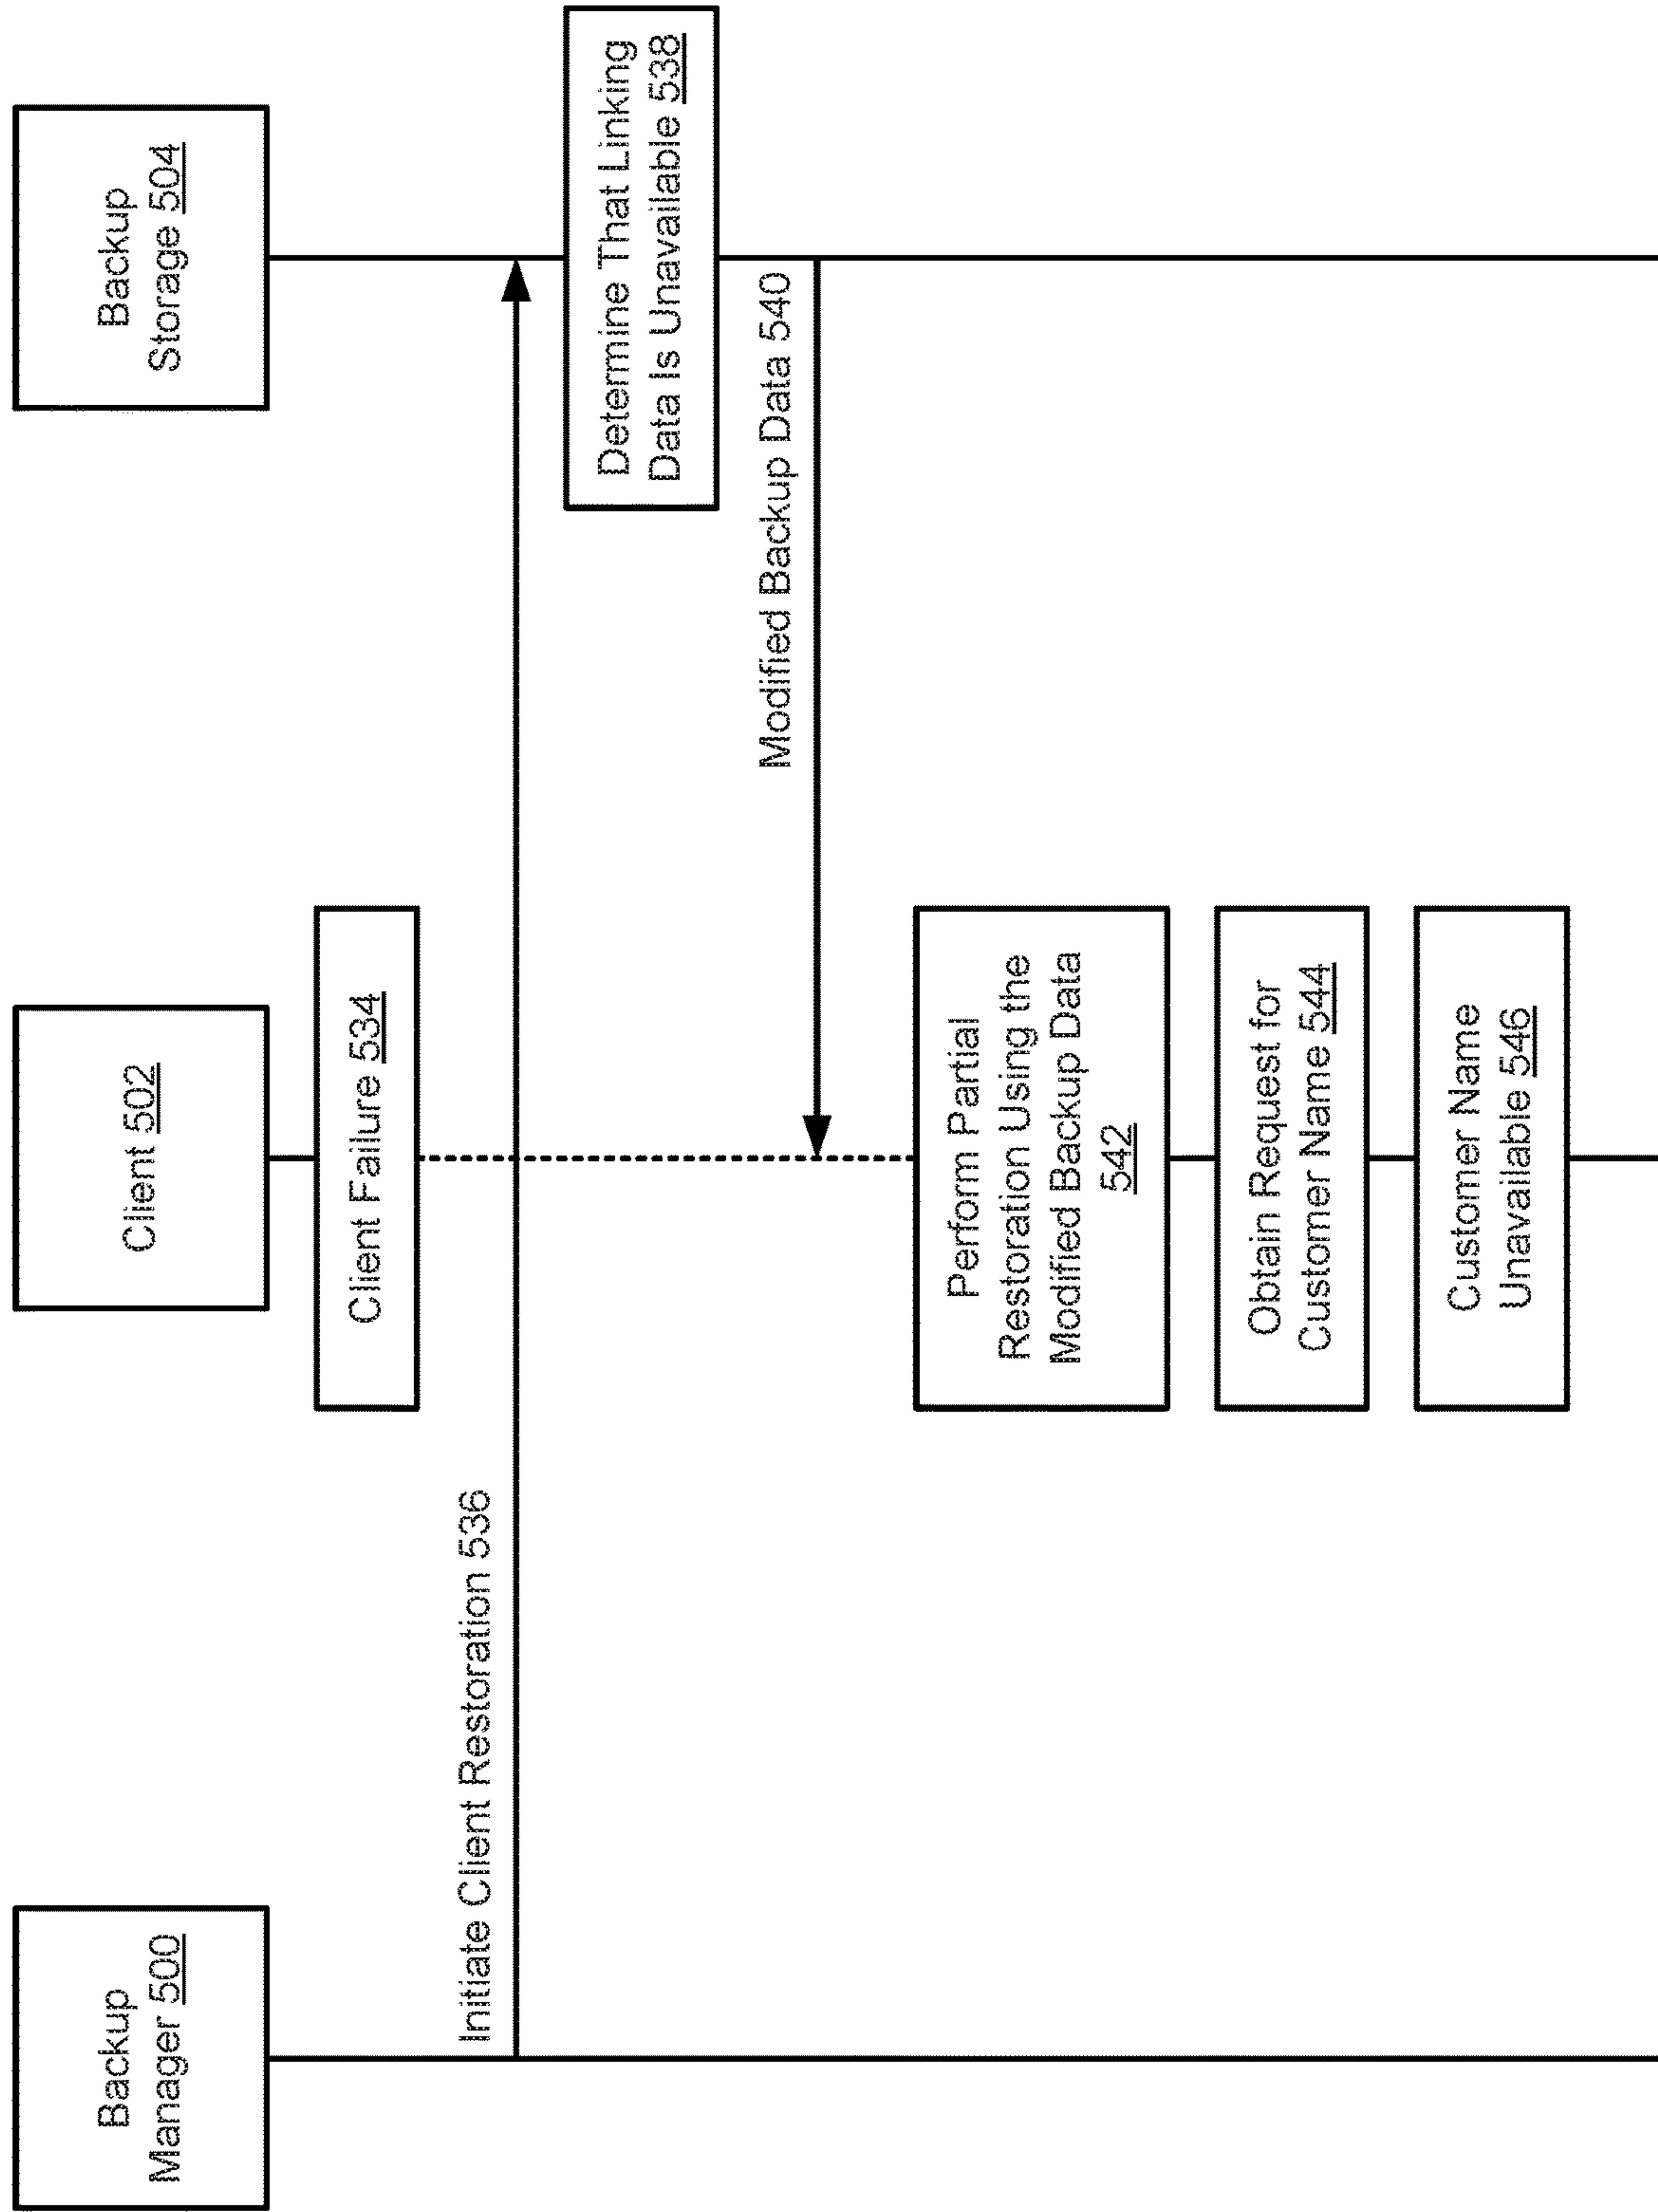 Backup
Manager 500
Client 502
Backup
Storage 504
Client Failure 534
Initiate Client Restoration 536
Determine That Linking
Data Is Unavailable 538
Modified Backup Data 540
Perform Partial
Restoration Using the
Modified Backup Data
542
Obtain Request for
Customer Name 544
Customer Name
Unavailable 546